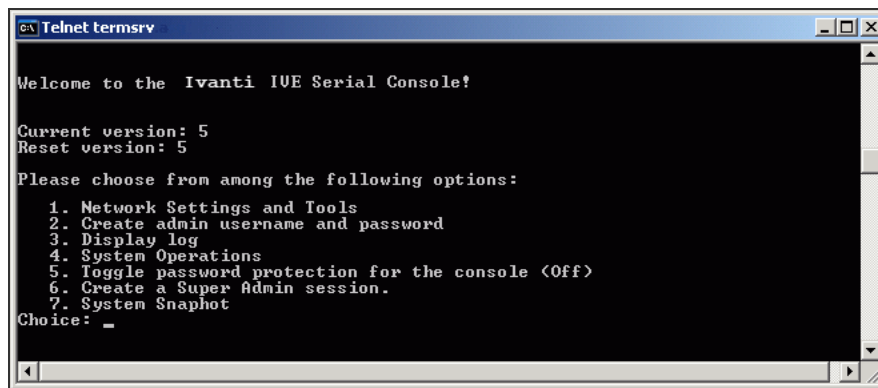 Telnet termsrv
Welcome to the Ivanti IVE Serial Console!
Current version: 5
Reset version: 5
Please choose from among the following options:
1. Network Settings and Tools
2. Create admin username and password
3. Display log
4. System Operations
5. Toggle password protection for the console (Off)
6. Create a Super Admin session.
7. System Snaphot
Choice: _